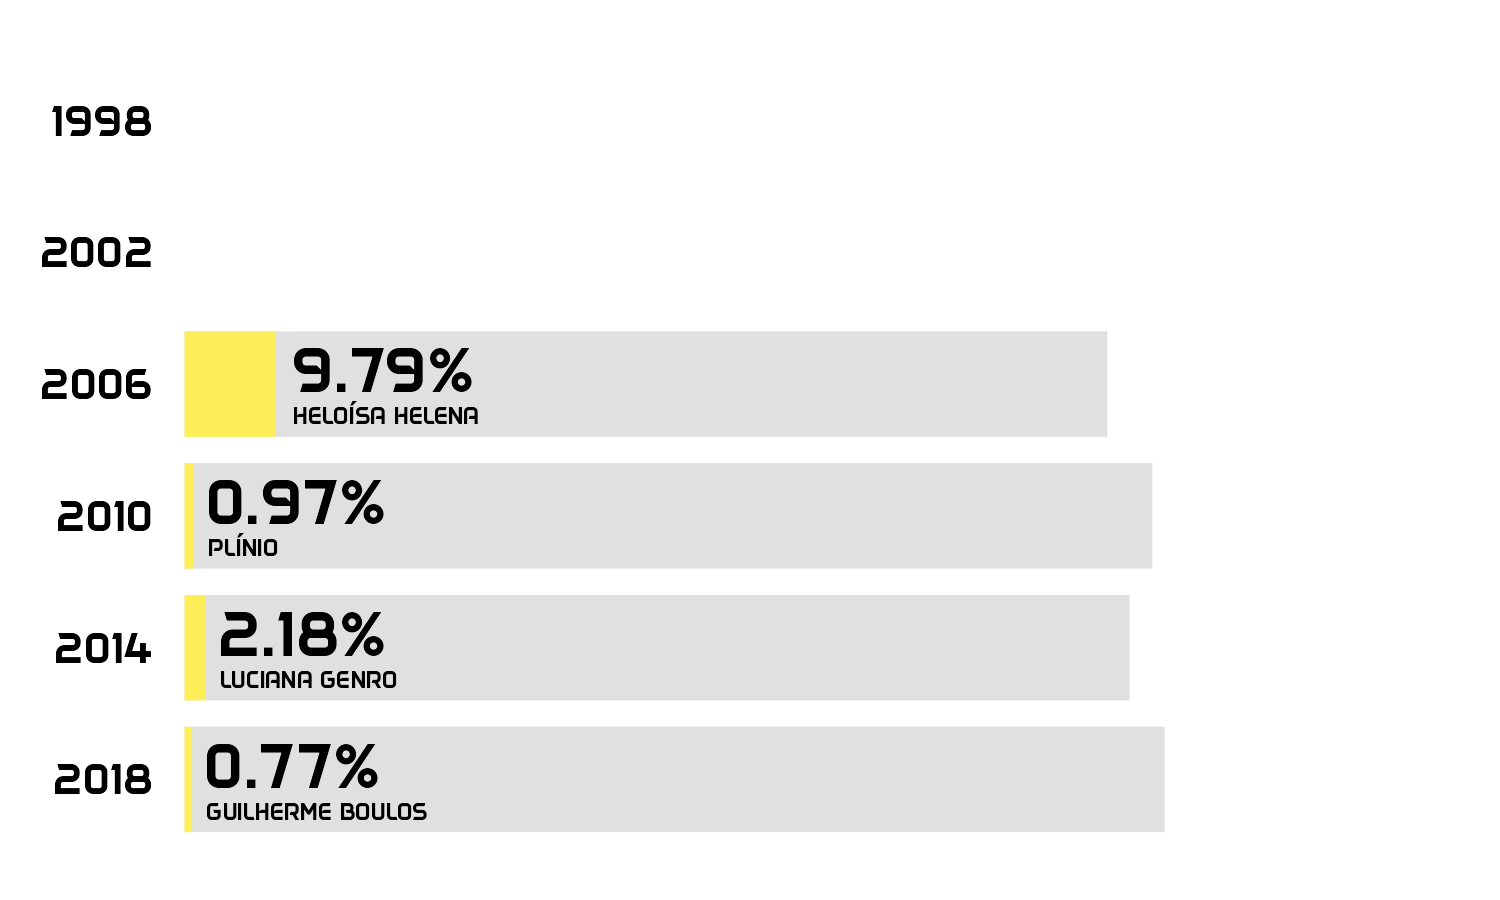 1998
2002
2006
9.79%
HELOÍSA HELENA
2010
0.97%
PLÍNIO
2014
2.18%
LUCIANA GENRO
2018
0.77%
GUILHERME BOULOS